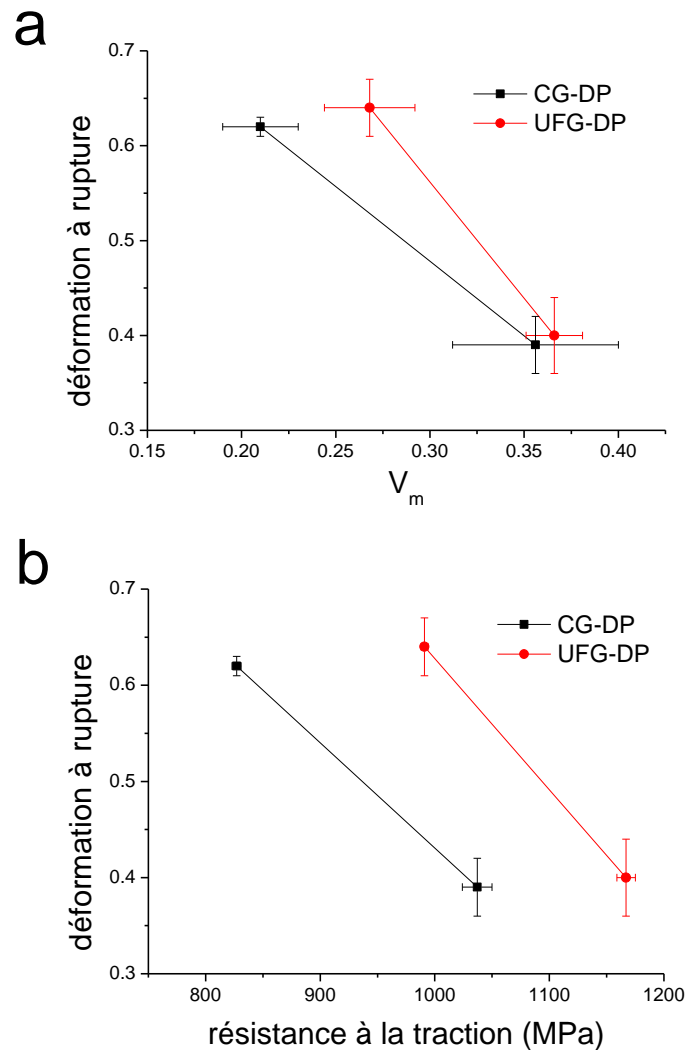 a
0.7
0.6
0.5
0.4
0.3
déformation à rupture
CG-DP
UFG-DP
0.15
0.20
0.25
0.30
0.35
0.40
Vm
b
0.7
0.6
0.5
0.4
0.3
déformation à rupture
CG-DP
UFG-DP
800
900
1000
1100
1200
résistance à la traction (MPa)